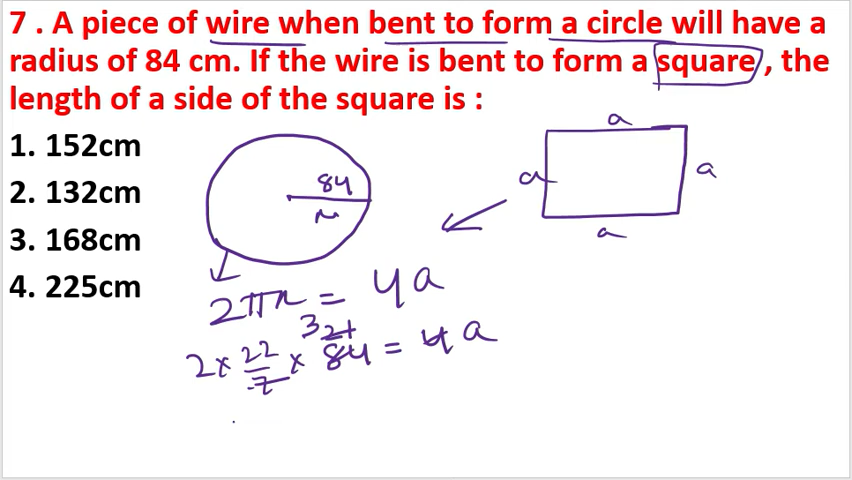 7 . A piece of wire when bent to form a circle will have a
radius of 84 cm. If the wire is bent to form a square , the
length of a side of the square is :
1. 152cm
2. 132cm
3. 168cm
4. 225cm
84
r
a
a
a
a
2πr = 4a
3 21
2 × 22/7 × 84 = 4a